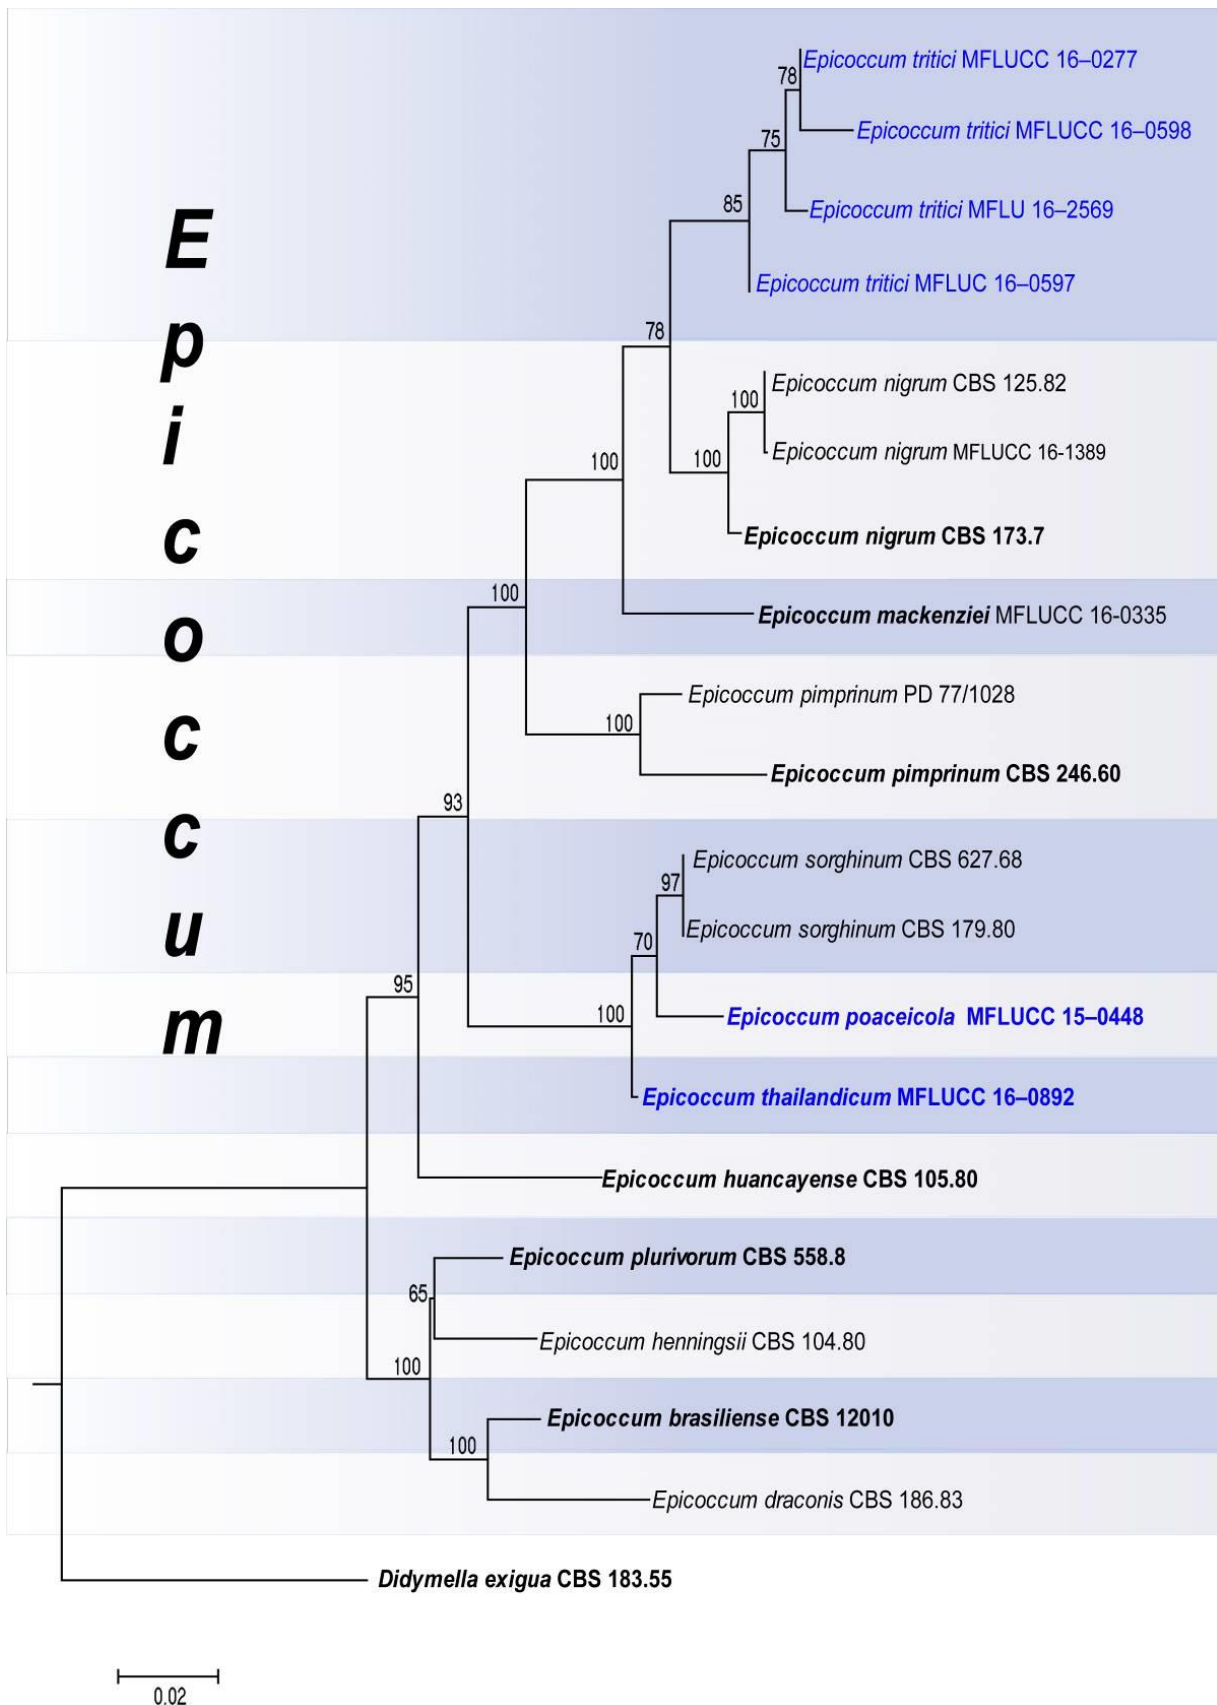 Epicoccum
Epicoccum tritici MFLUCC 16–0277
78
Epicoccum tritici MFLUCC 16–0598
75
Epicoccum tritici MFLU 16–2569
85
Epicoccum tritici MFLUC 16–0597
78
Epicoccum nigrum CBS 125.82
100
Epicoccum nigrum MFLUCC 16-1389
100
100
Epicoccum nigrum CBS 173.7
100
Epicoccum mackenziei MFLUCC 16-0335
Epicoccum pimprinum PD 77/1028
100
Epicoccum pimprinum CBS 246.60
93
Epicoccum sorghinum CBS 627.68
97
Epicoccum sorghinum CBS 179.80
70
95
100
Epicoccum poaceicola MFLUCC 15–0448
Epicoccum thailandicum MFLUCC 16–0892
Epicoccum huancayense CBS 105.80
Epicoccum plurivorum CBS 558.8
65
Epicoccum henningsii CBS 104.80
100
Epicoccum brasiliense CBS 12010
100
Epicoccum draconis CBS 186.83
Didymella exigua CBS 183.55
0.02